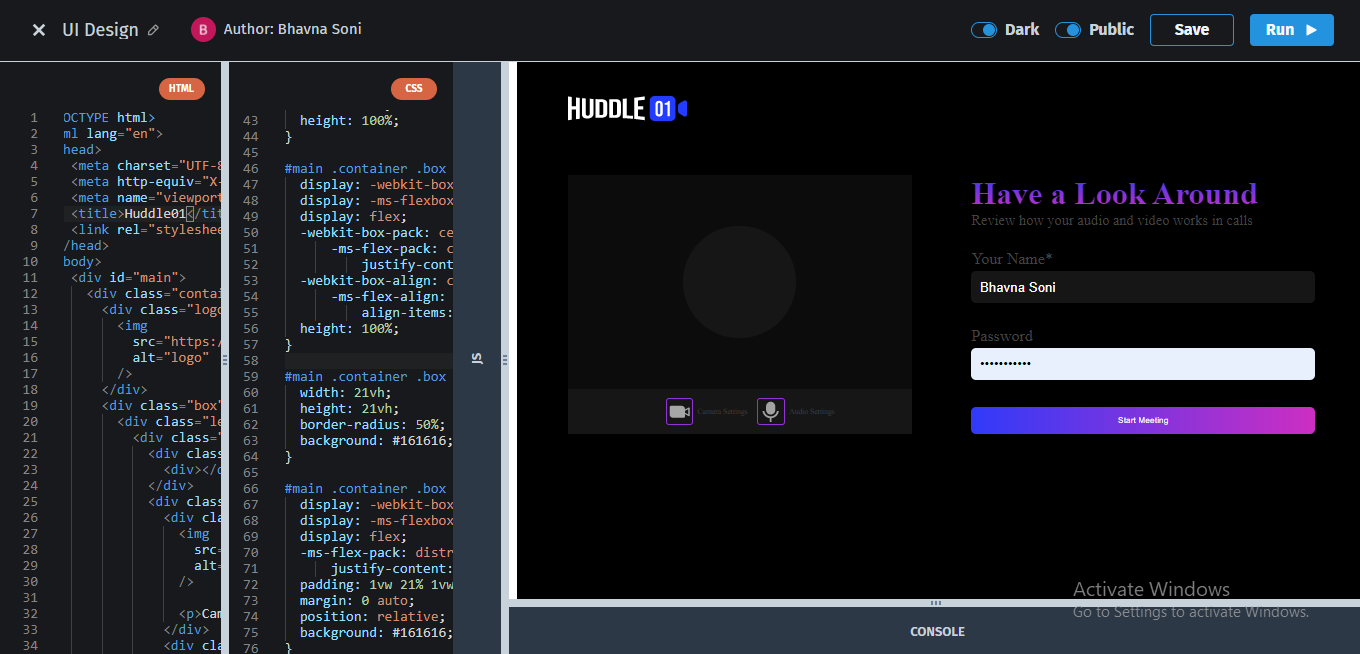 ✕ UI Design
B Author: Bhavna Soni
Dark Public Save Run
HTML
1 OCTYPE html>
2 ml lang="en">
3 head>
4 <meta charset="UTF-8
5 <meta http-equiv="X-
6 <meta name="viewport
7 <title>Huddle01</tit
8 <link rel="styleshee
9 /head>
10 body>
11 <div id="main">
12 <div class="contai
13 <div class="logo
14 <img
15 src="https:/
16 alt="logo"
17 />
18 </div>
19 <div class="box"
20 <div class="le
21 <div class="
22 <div class
23 <div></d
24 </div>
25 <div class
26 <div cla
27 <img
28 src=
29 alt=
30 />
31
32 <p>Cam
33 </div>
34 <div cla
CSS
43 height: 100%;
44 }
45
46 #main .container .box
47 display: -webkit-box
48 display: -ms-flexbox
49 display: flex;
50 -webkit-box-pack: ce
51 -ms-flex-pack: c
52 justify-cont
53 -webkit-box-align: c
54 -ms-flex-align:
55 align-items:
56 height: 100%;
57 }
58
59 #main .container .box
60 width: 21vh;
61 height: 21vh;
62 border-radius: 50%;
63 background: #161616;
64 }
65
66 #main .container .box
67 display: -webkit-box
68 display: -ms-flexbox
69 display: flex;
70 -ms-flex-pack: distr
71 justify-content:
72 padding: 1vw 21% 1vw
73 margin: 0 auto;
74 position: relative;
75 background: #161616;
76 }
JS
HUDDLE 01
Camera Settings Audio Settings
Have a Look Around
Review how your audio and video works in calls
Your Name*
Bhavna Soni
Password
•••••••••••
Start Meeting
Activate Windows
Go to Settings to activate Windows.
CONSOLE